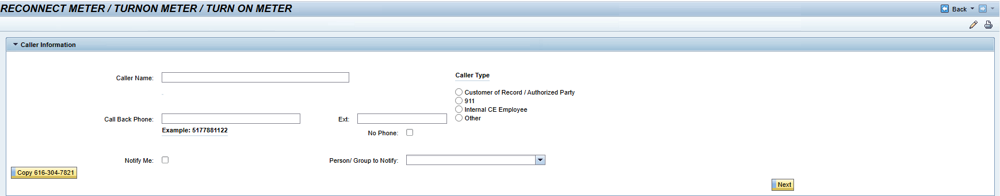 RECONNECT METER / TURNON METER / TURN ON METER
Back
Caller Information
Caller Name:
Caller Type
Customer of Record / Authorized Party
911
Internal CE Employee
Other
Call Back Phone:
Ext:
Example: 5177881122
No Phone:
Notify Me:
Person/ Group to Notify:
Copy 616-304-7821
Next